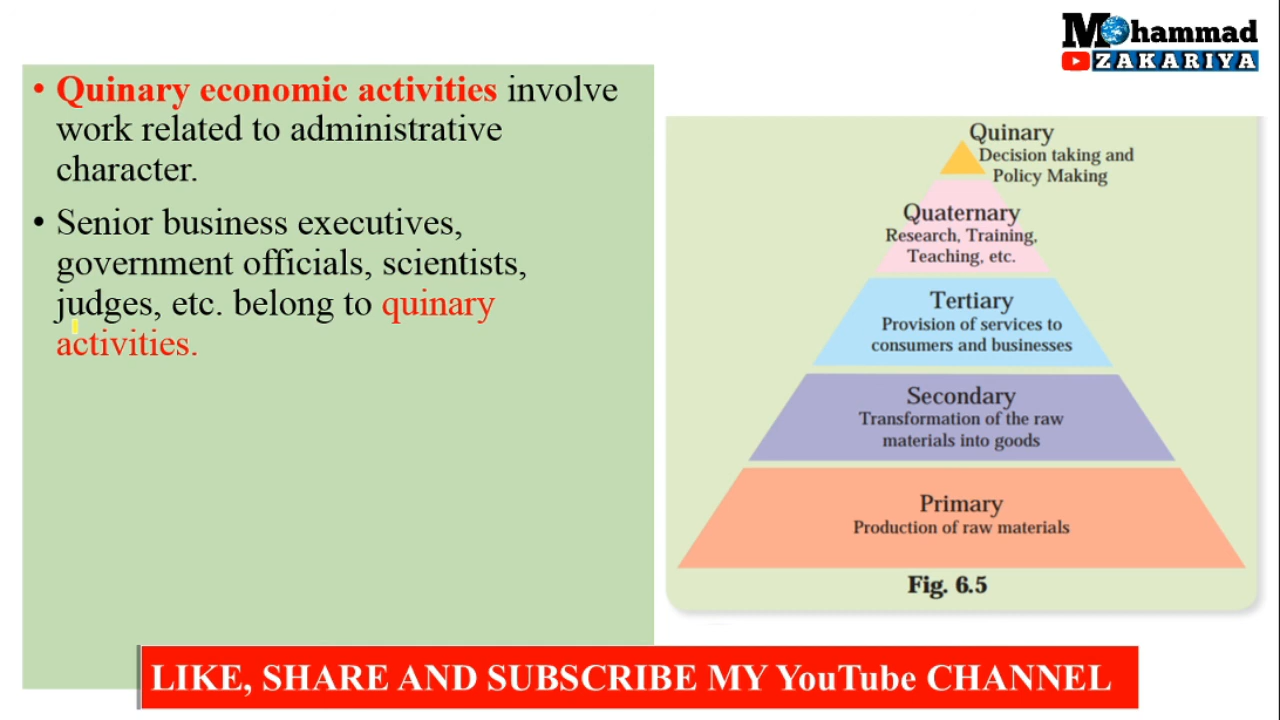 Mohammad
ZAKARIYA
• Quinary economic activities involve
work related to administrative
character.
• Senior business executives,
government officials, scientists,
judges, etc. belong to quinary
activities.
Quinary
Decision taking and
Policy Making
Quaternary
Research, Training,
Teaching, etc.
Tertiary
Provision of services to
consumers and businesses
Secondary
Transformation of the raw
materials into goods
Primary
Production of raw materials
Fig. 6.5
LIKE, SHARE AND SUBSCRIBE MY YouTube CHANNEL